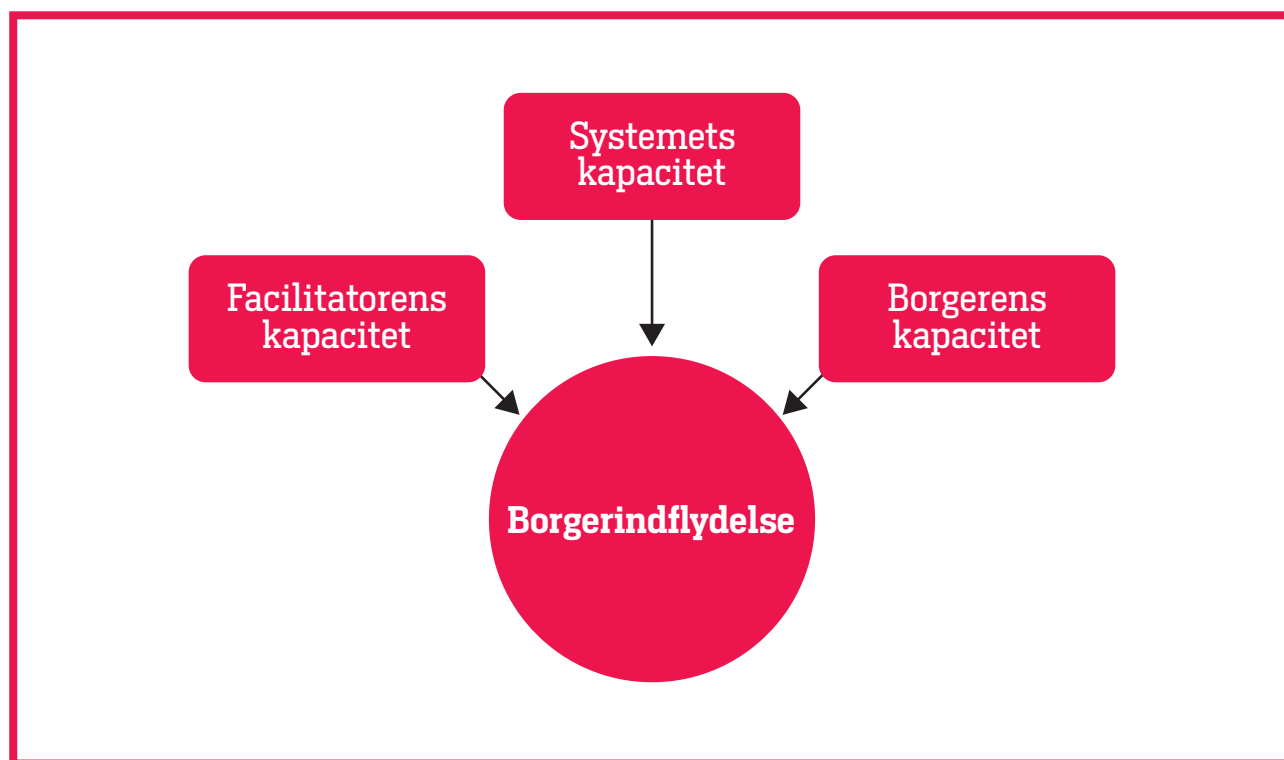 Systemets
kapacitet
Facilitatorens
kapacitet
Borgerens
kapacitet
Borgerindflydelse